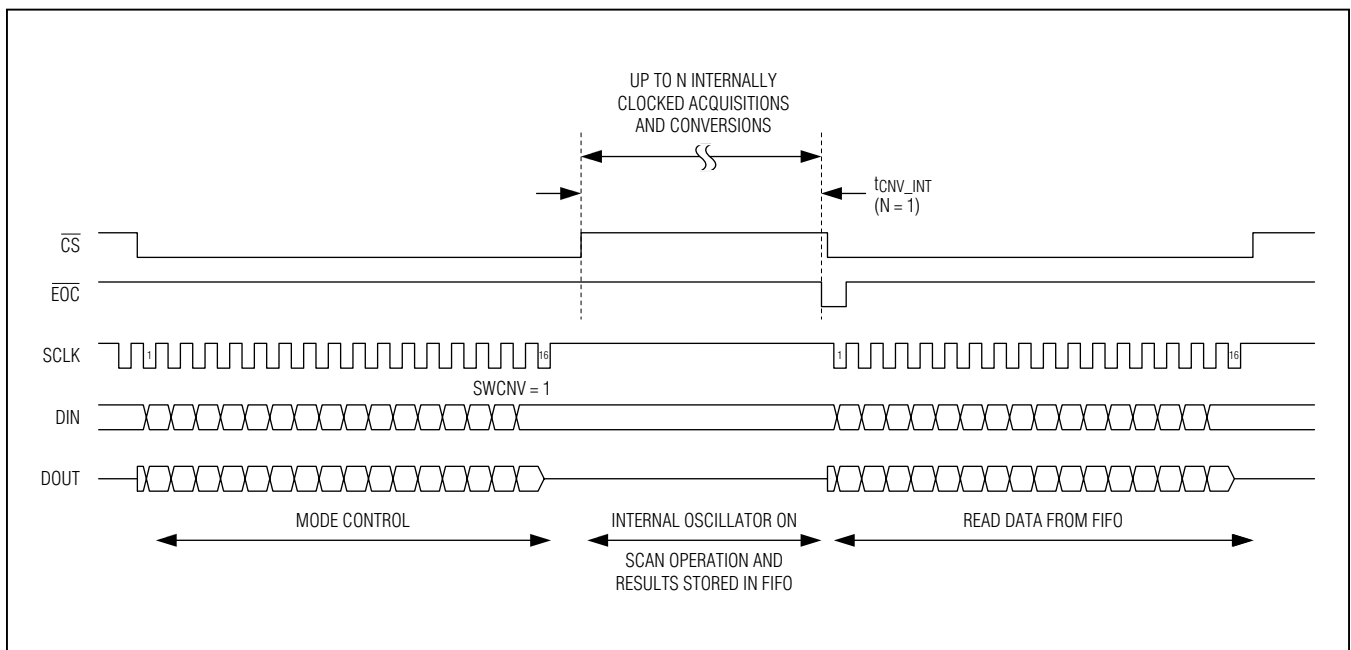 UP TO N INTERNALLY
CLOCKED ACQUISITIONS
AND CONVERSIONS
tCNV_INT
(N = 1)
CS
EOC
SCLK
1
16
1
16
SWCNV = 1
DIN
DOUT
MODE CONTROL
INTERNAL OSCILLATOR ON
READ DATA FROM FIFO
SCAN OPERATION AND
RESULTS STORED IN FIFO